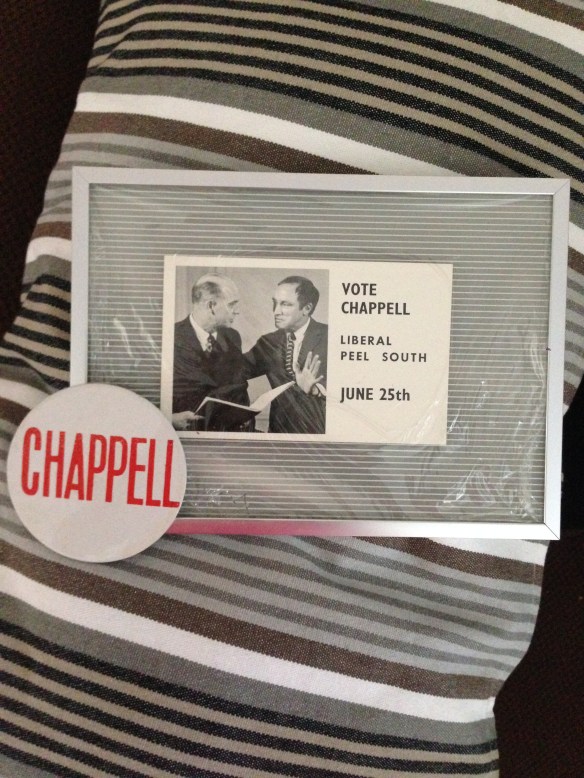 VOTE
CHAPPELL
LIBERAL
PEEL SOUTH
JUNE 25th
CHAPPELL